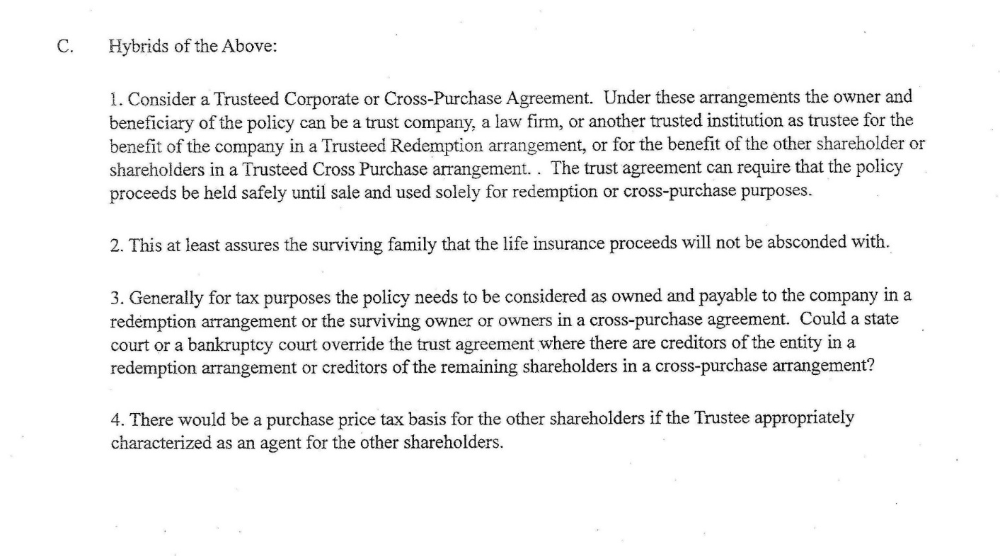 C. Hybrids of the Above:
1. Consider a Trusteed Corporate or Cross-Purchase Agreement. Under these arrangements the owner and
beneficiary of the policy can be a trust company, a law firm, or another trusted institution as trustee for the
benefit of the company in a Trusteed Redemption arrangement, or for the benefit of the other shareholder or
shareholders in a Trusteed Cross Purchase arrangement. . The trust agreement can require that the policy
proceeds be held safely until sale and used solely for redemption or cross-purchase purposes.
2. This at least assures the surviving family that the life insurance proceeds will not be absconded with.
3. Generally for tax purposes the policy needs to be considered as owned and payable to the company in a
redemption arrangement or the surviving owner or owners in a cross-purchase agreement. Could a state
court or a bankruptcy court override the trust agreement where there are creditors of the entity in a
redemption arrangement or creditors of the remaining shareholders in a cross-purchase arrangement?
4. There would be a purchase price tax basis for the other shareholders if the Trustee appropriately
characterized as an agent for the other shareholders.